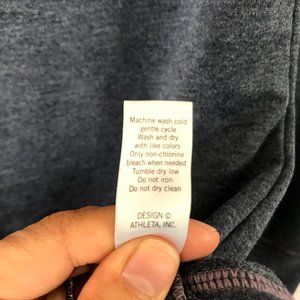 Machine wash cold
gentle cycle
Wash and dry
with like colors
Only non-chlorine
bleach when needed
Tumble dry low
Do not iron
Do not dry clean
DESIGN ©
ATHLETA, INC.